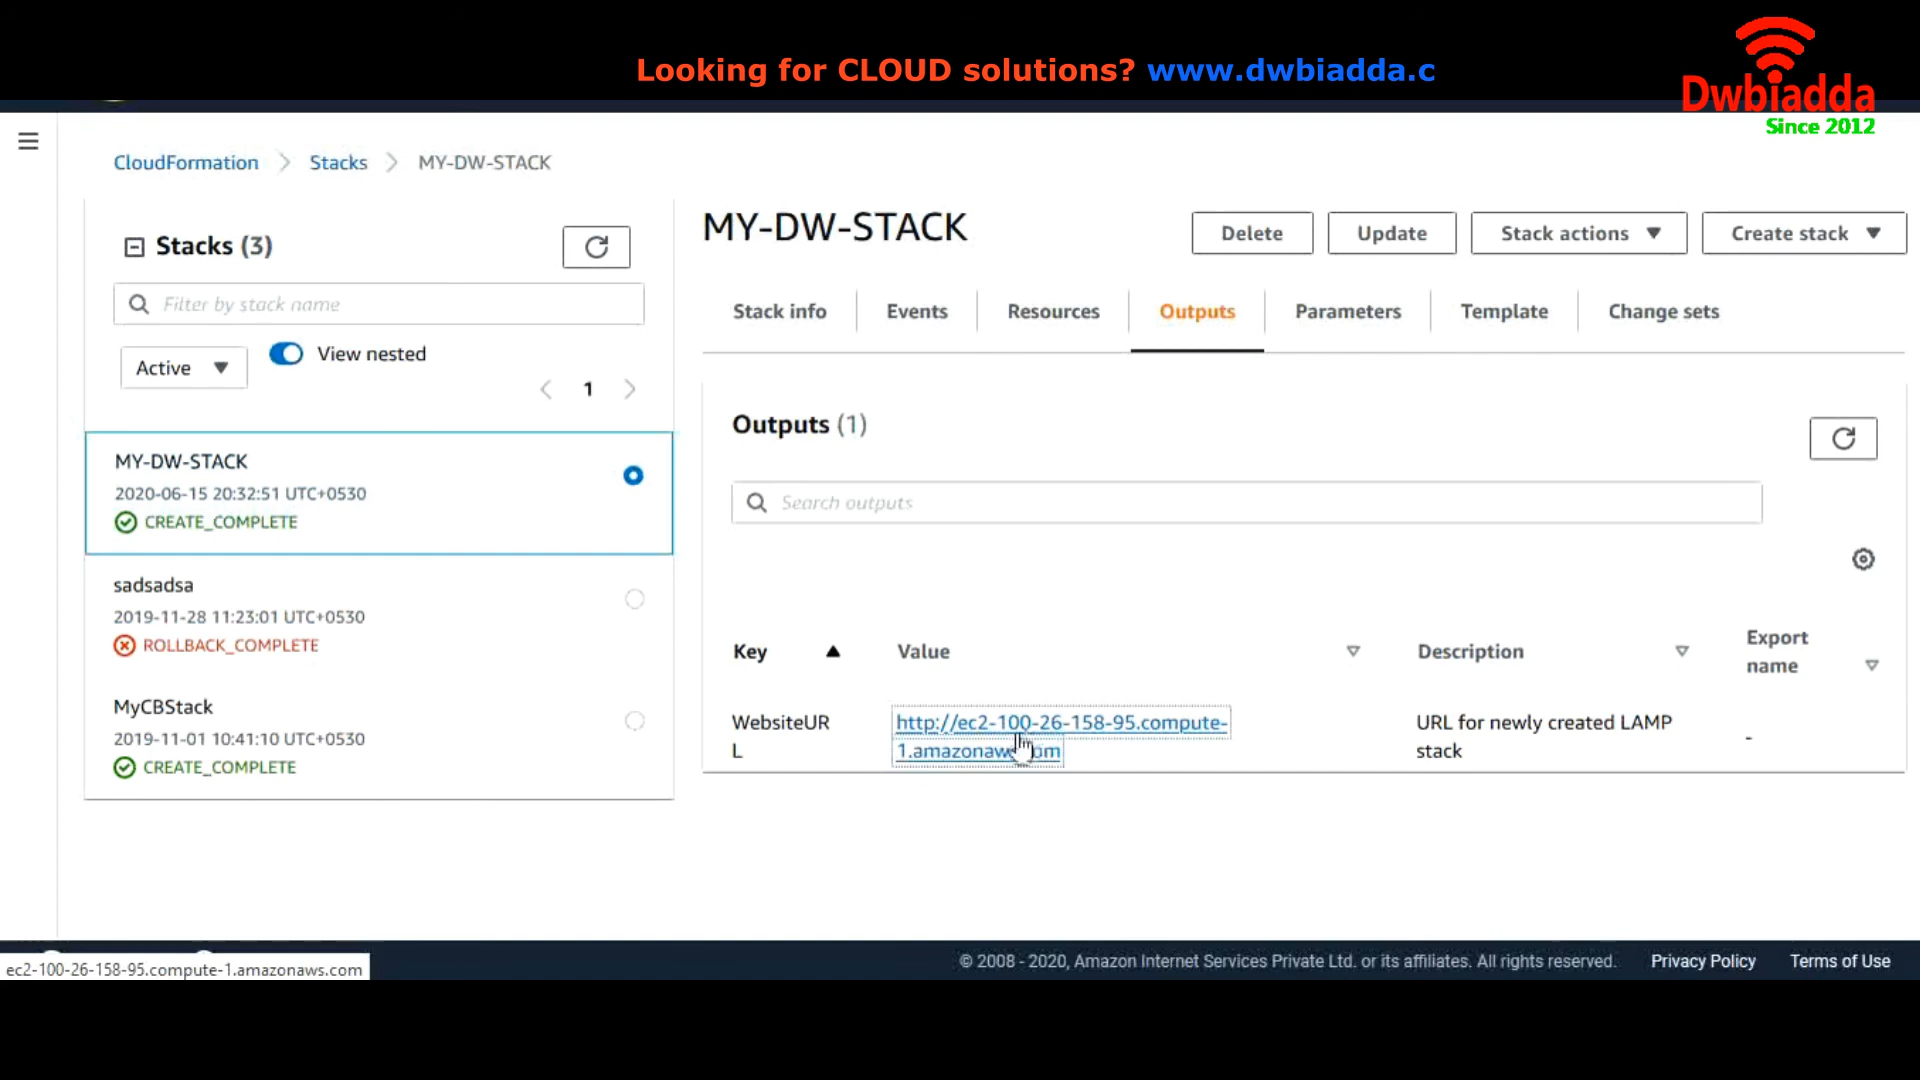 Looking for CLOUD solutions? www.dwbiadda.c
Dwbiadda
Since 2012
CloudFormation
Stacks
MY-DW-STACK
Stacks (3)
Filter by stack name
Active
View nested
1
MY-DW-STACK
2020-06-15 20:32:51 UTC+0530
CREATE_COMPLETE
sadsadsa
2019-11-28 11:23:01 UTC+0530
ROLLBACK_COMPLETE
MyCBStack
2019-11-01 10:41:10 UTC+0530
CREATE_COMPLETE
MY-DW-STACK
Delete
Update
Stack actions
Create stack
Stack info
Events
Resources
Outputs
Parameters
Template
Change sets
Outputs (1)
Search outputs
Key
Value
Description
Export
name
WebsiteUR
L
http://ec2-100-26-158-95.compute-
1.amazonaws.com
URL for newly created LAMP
stack
-
ec2-100-26-158-95.compute-1.amazonaws.com
© 2008 - 2020, Amazon Internet Services Private Ltd. or its affiliates. All rights reserved.
Privacy Policy
Terms of Use